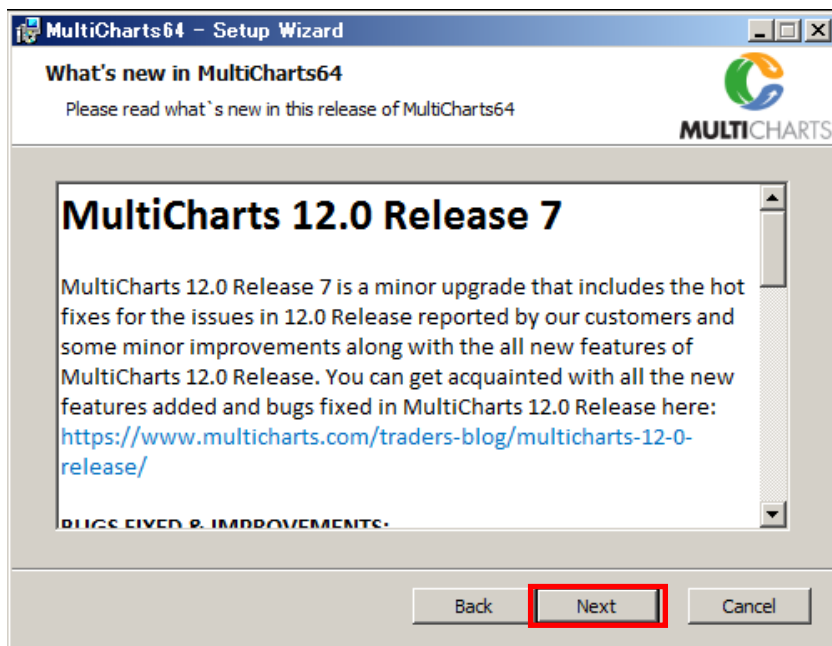 MultiCharts64 - Setup Wizard
What's new in MultiCharts64
Please read what`s new in this release of MultiCharts64
MULTICHARTS
MultiCharts 12.0 Release 7
MultiCharts 12.0 Release 7 is a minor upgrade that includes the hot
fixes for the issues in 12.0 Release reported by our customers and
some minor improvements along with the all new features of
MultiCharts 12.0 Release. You can get acquainted with all the new
features added and bugs fixed in MultiCharts 12.0 Release here:
https://www.multicharts.com/traders-blog/multicharts-12-0-
release/
BUGS FIXED & IMPROVEMENTS:
Back
Next
Cancel